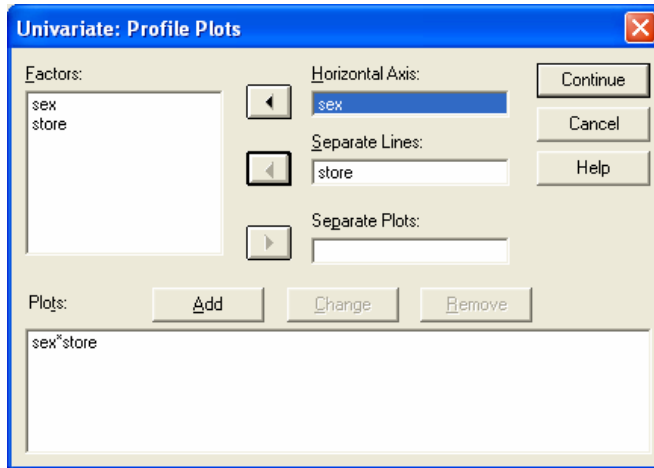 Univariate: Profile Plots
Factors:
sex
store
Horizontal Axis:
sex
Separate Lines:
store
Separate Plots:
Continue
Cancel
Help
Plots:
Add
Change
Remove
sex*store